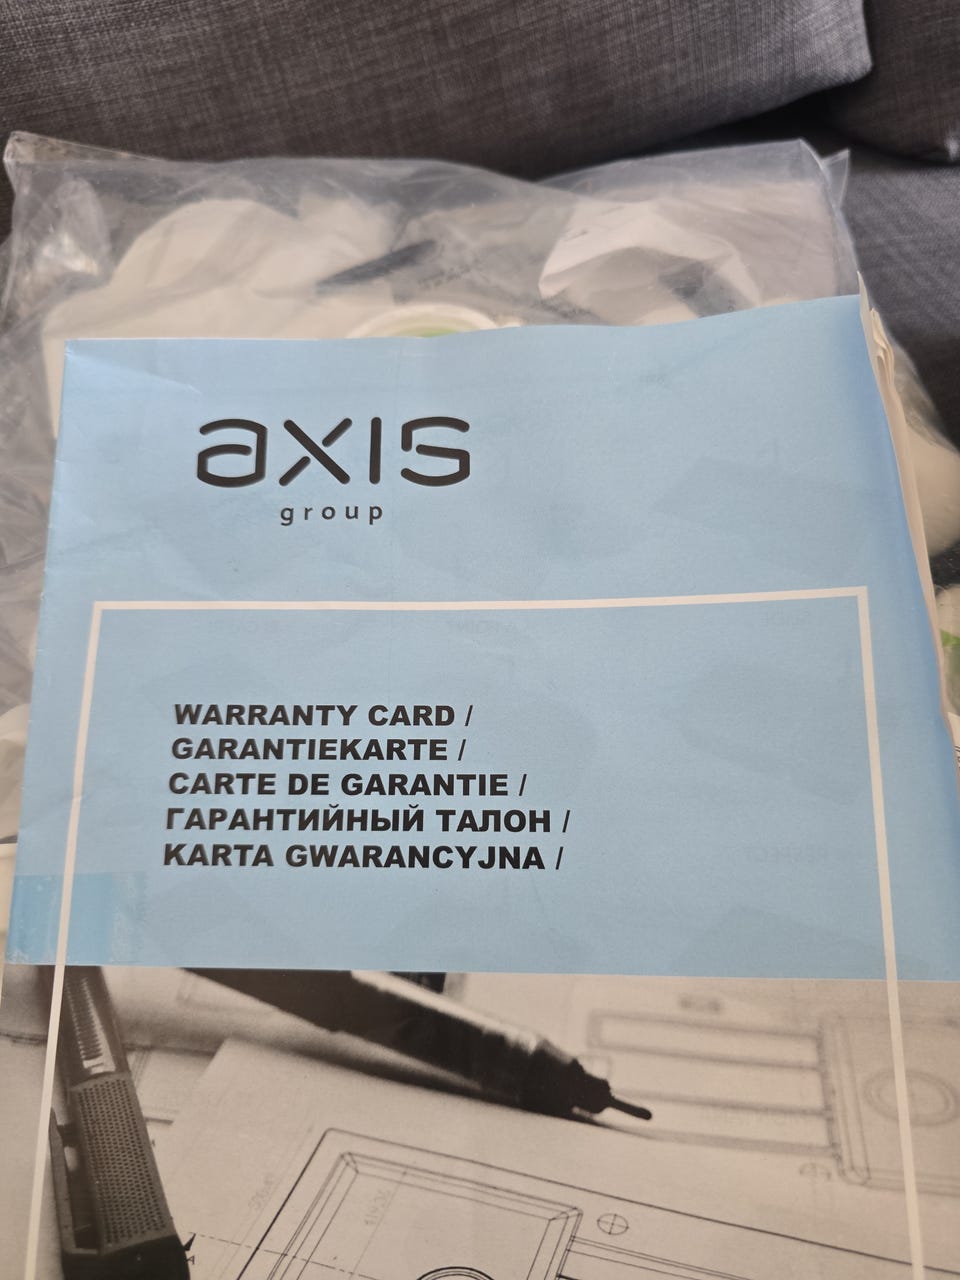 axis
group
WARRANTY CARD /
GARANTIEKARTE /
CARTE DE GARANTIE /
ГАРАНТИЙНЫЙ ТАЛОН /
KARTA GWARANCYJNA /